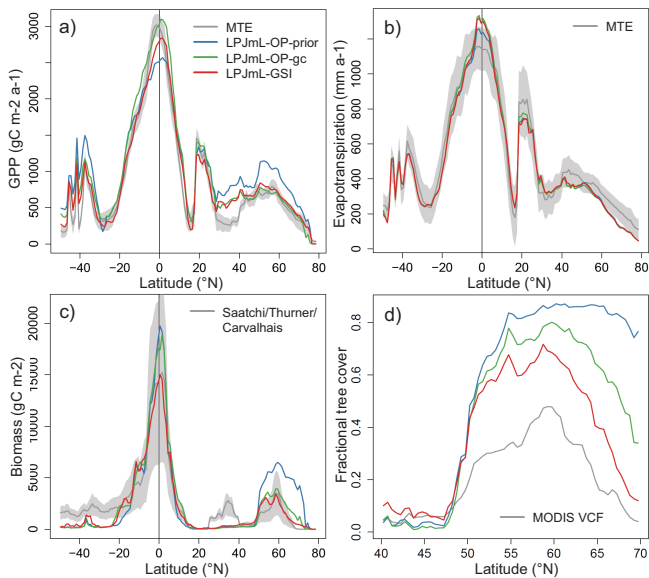 a)
MTE
LPJmL-OP-prior
LPJmL-OP-gc
LPJmL-GSI
GPP (gC m-2 a-1)
0 500 1000 1500 2500 3000
−40 −20 0 20 40 60 80
Latitude (°N)
b)
MTE
Evapotranspiration (mm a-1)
0 200 400 600 800 1000 1200
−40 −20 0 20 40 60 80
Latitude (°N)
c)
Saatchi/Thurner/
Carvalhais
Biomass (gC m-2)
0 5000 10000 15000 20000
−40 −20 0 20 40 60 80
Latitude (°N)
d)
MODIS VCF
Fractional tree cover
0.0 0.2 0.4 0.6 0.8
40 45 50 55 60 65 70
Latitude (°N)